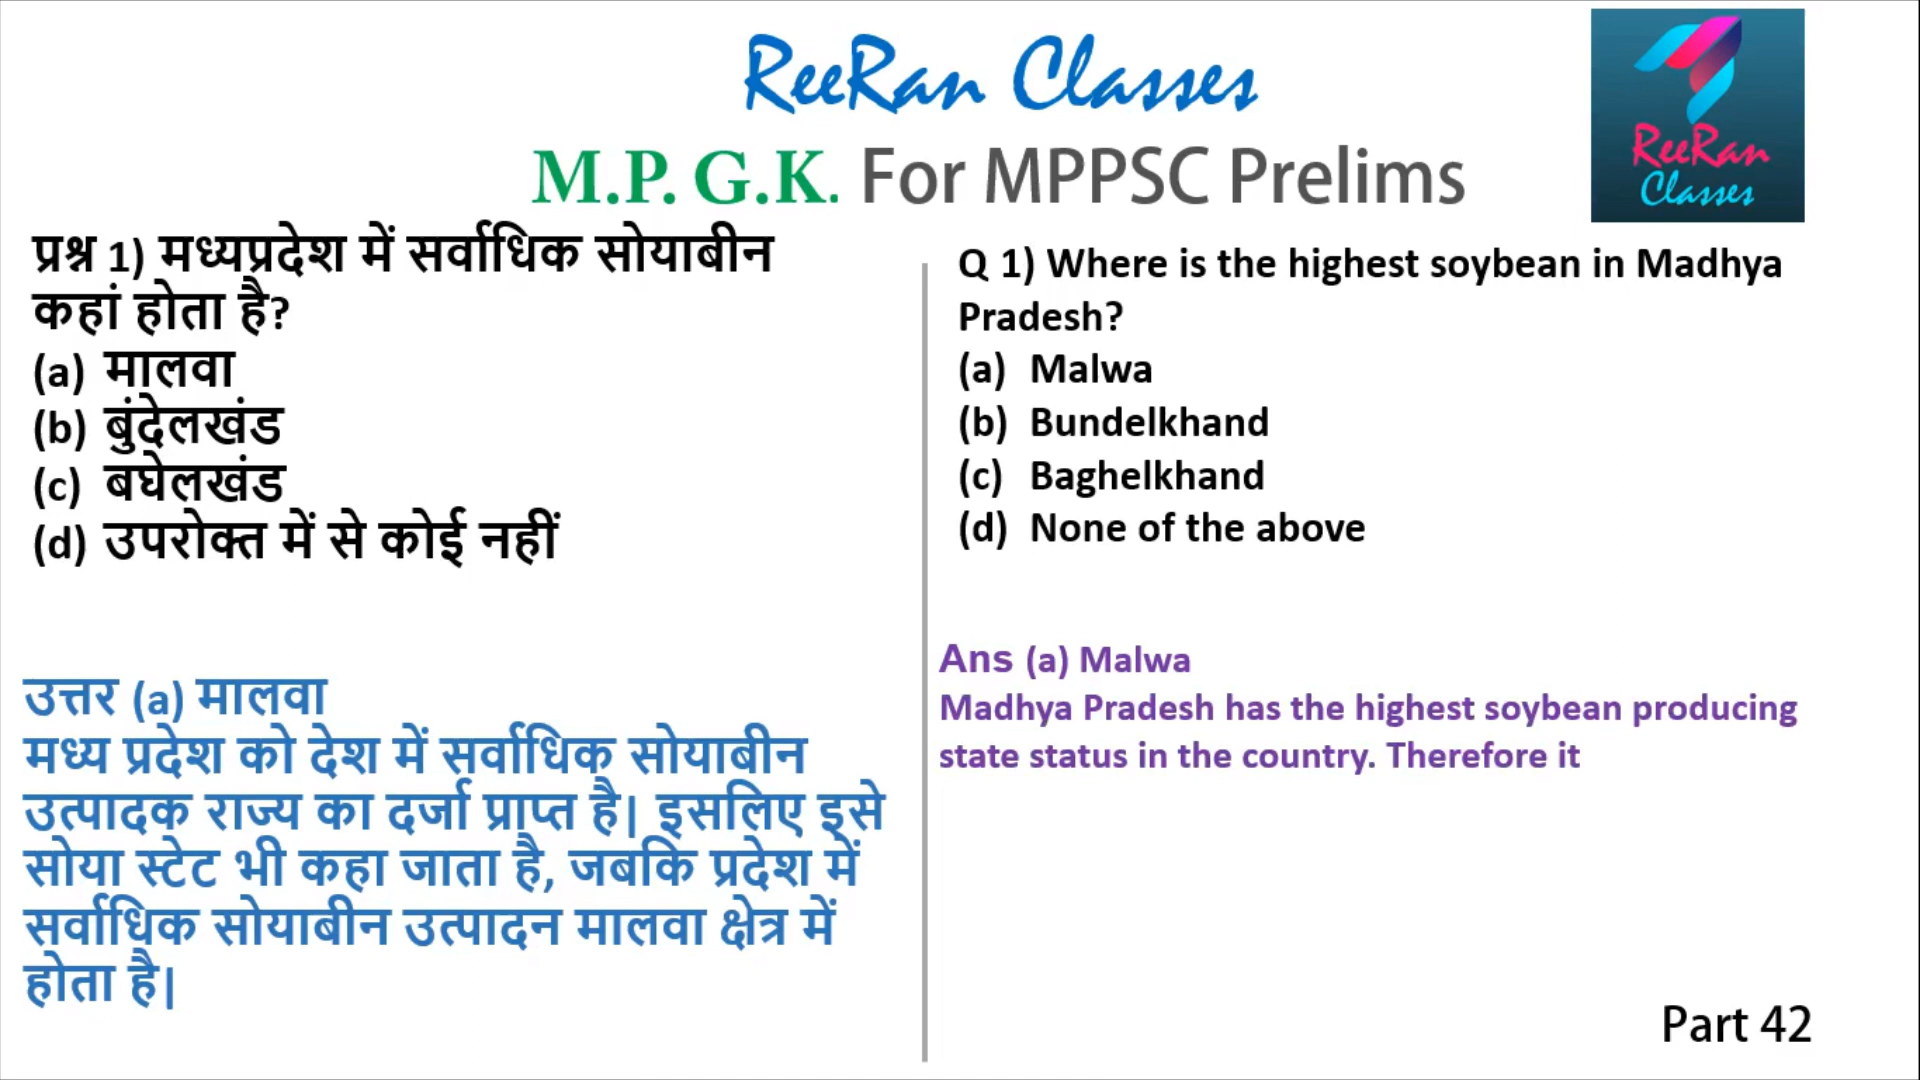 ReeRan Classes
M.P. G.K. For MPPSC Prelims
ReeRan
Classes
प्रश्न 1) मध्यप्रदेश में सर्वाधिक सोयाबीन
कहां होता है?
(a) मालवा
(b) बुंदेलखंड
(c) बघेलखंड
(d) उपरोक्त में से कोई नहीं
उत्तर (a) मालवा
मध्य प्रदेश को देश में सर्वाधिक सोयाबीन
उत्पादक राज्य का दर्जा प्राप्त है| इसलिए इसे
सोया स्टेट भी कहा जाता है, जबकि प्रदेश में
सर्वाधिक सोयाबीन उत्पादन मालवा क्षेत्र में
होता है|
Q 1) Where is the highest soybean in Madhya
Pradesh?
(a) Malwa
(b) Bundelkhand
(c) Baghelkhand
(d) None of the above
Ans (a) Malwa
Madhya Pradesh has the highest soybean producing
state status in the country. Therefore it
Part 42